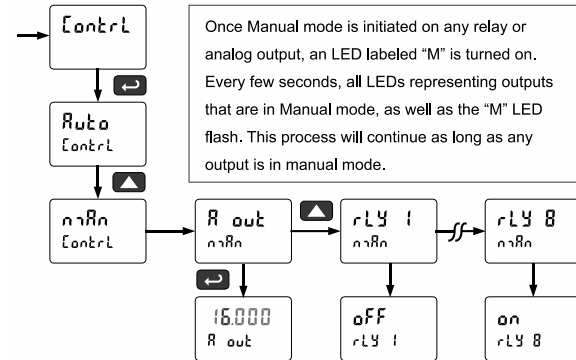 Contrl
Once Manual mode is initiated on any relay or
analog output, an LED labeled “M” is turned on.
Every few seconds, all LEDs representing outputs
that are in Manual mode, as well as the “M” LED
flash. This process will continue as long as any
output is in manual mode.
Auto
Contrl
mAn
Contrl
A out
mAn
rLY 1
mAn
rLY 8
mAn
16.000
A out
oFF
rLY 1
on
rLY 8